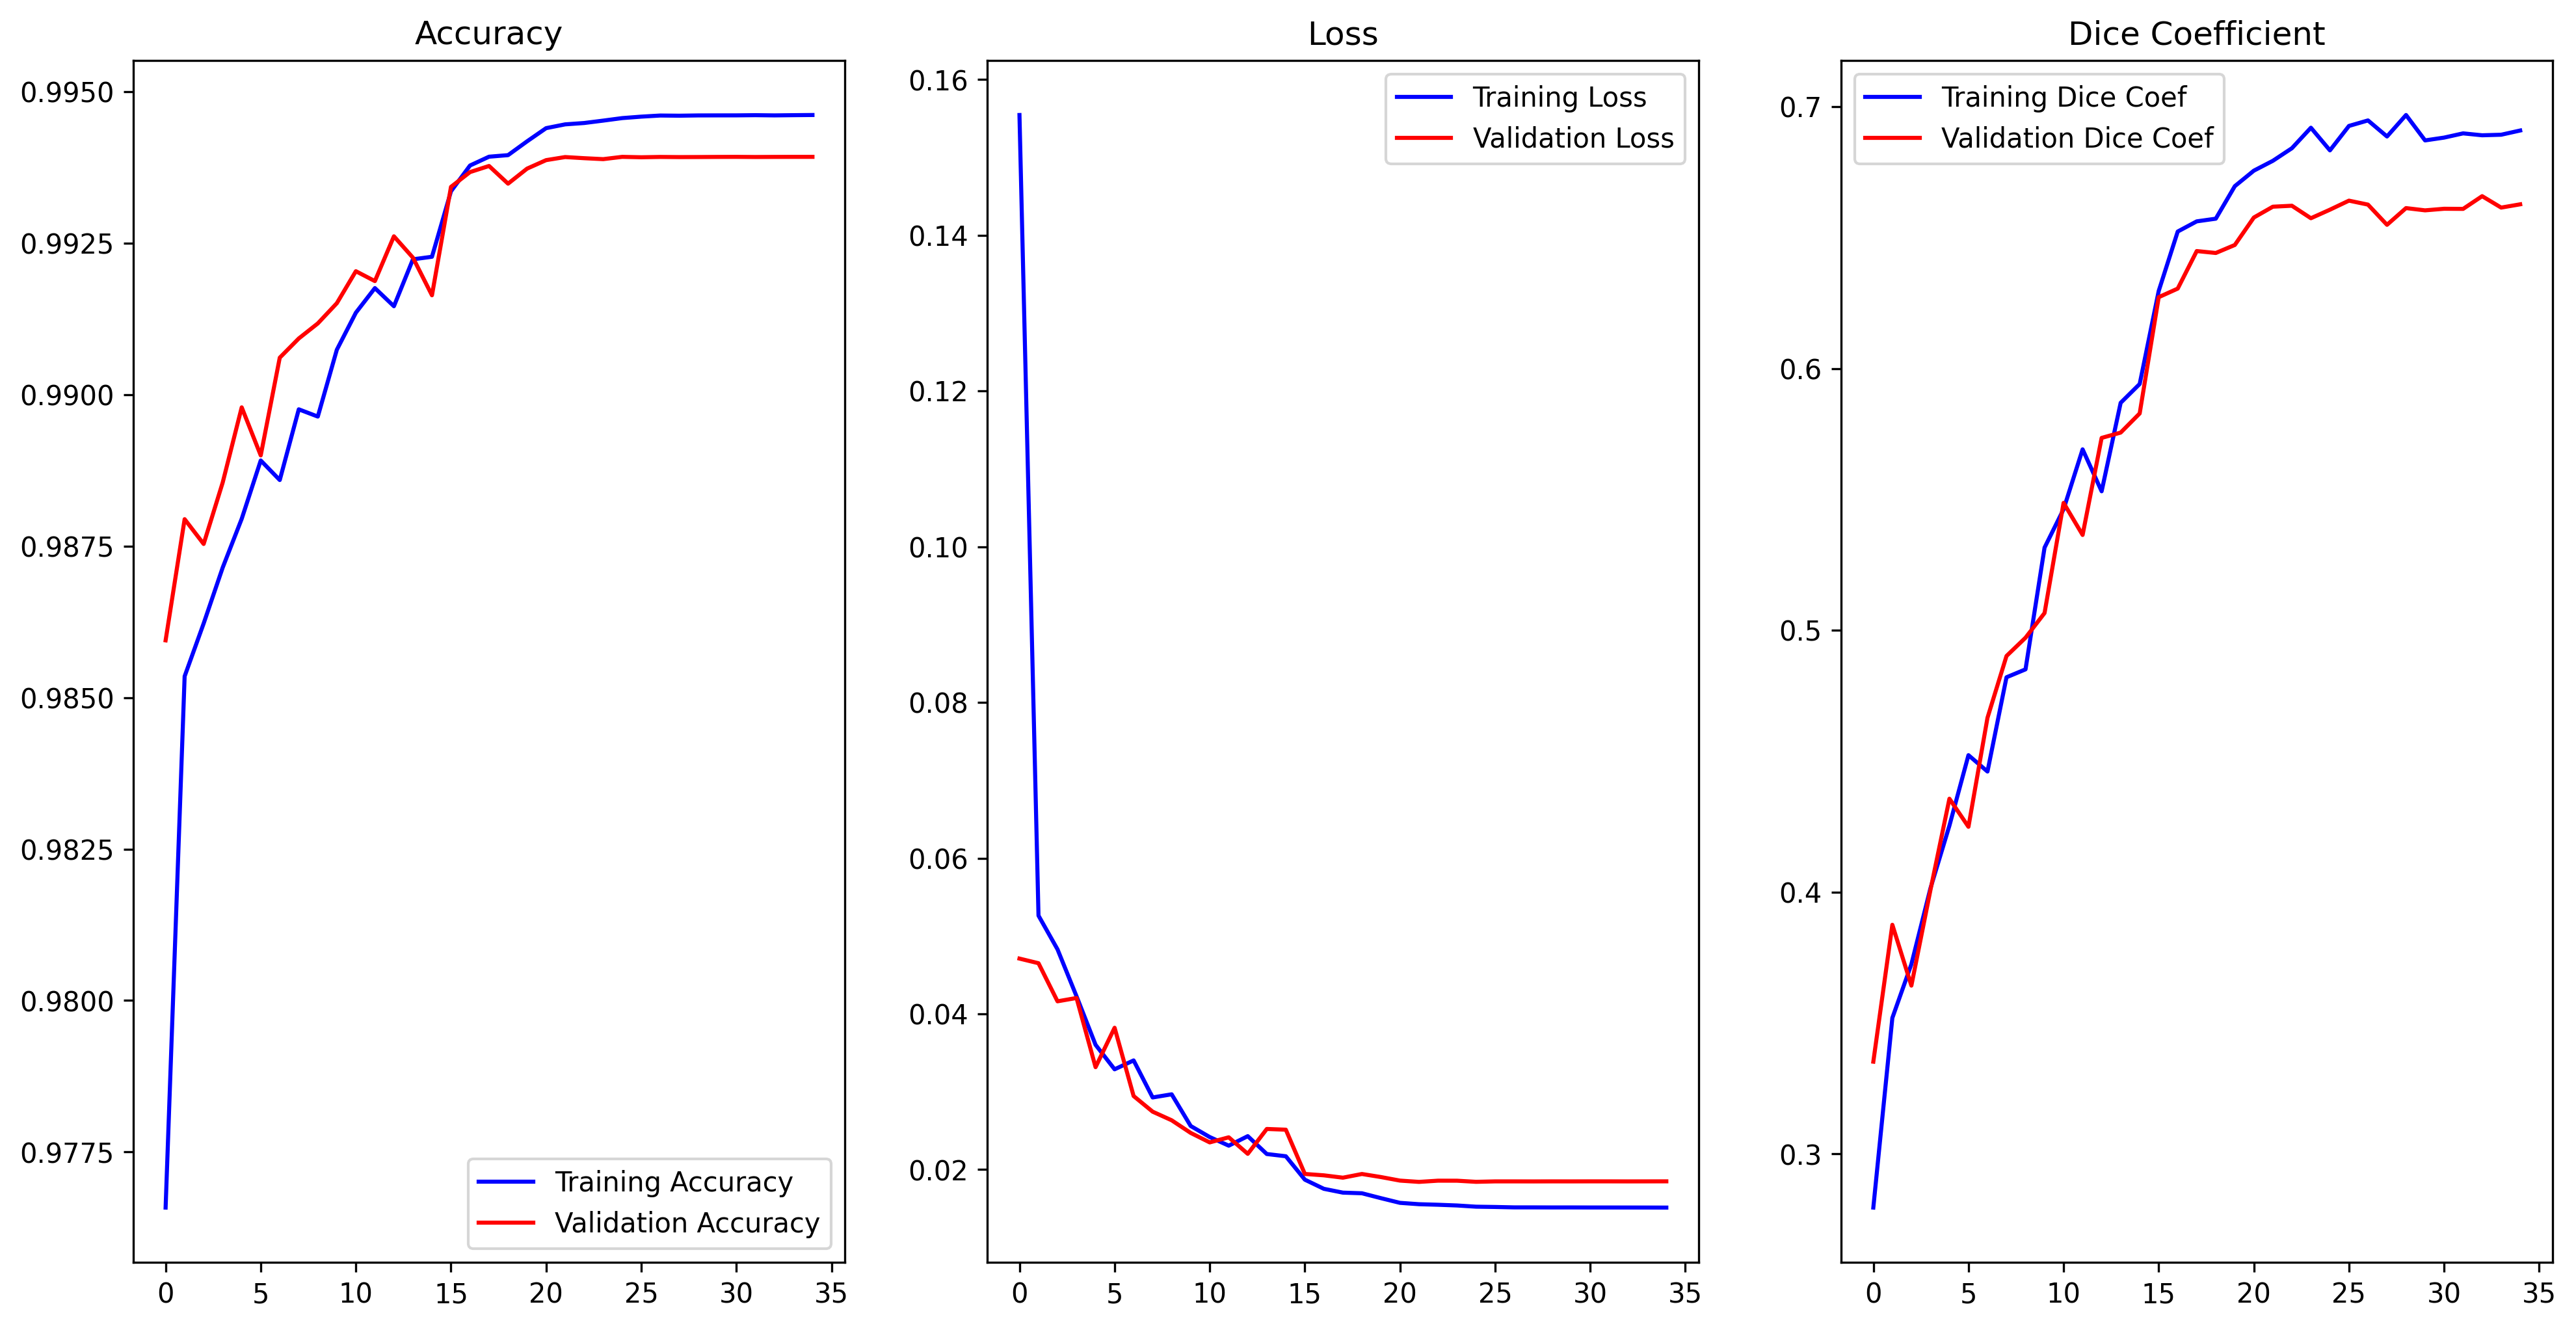 Accuracy
0.9950
0.9925
0.9900
0.9875
0.9850
0.9825
0.9800
0.9775
Training Accuracy
Validation Accuracy
0 5 10 15 20 25 30 35
Loss
0.16
0.14
0.12
0.10
0.08
0.06
0.04
0.02
Training Loss
Validation Loss
0 5 10 15 20 25 30 35
Dice Coefficient
0.7
0.6
0.5
0.4
0.3
Training Dice Coef
Validation Dice Coef
0 5 10 15 20 25 30 35